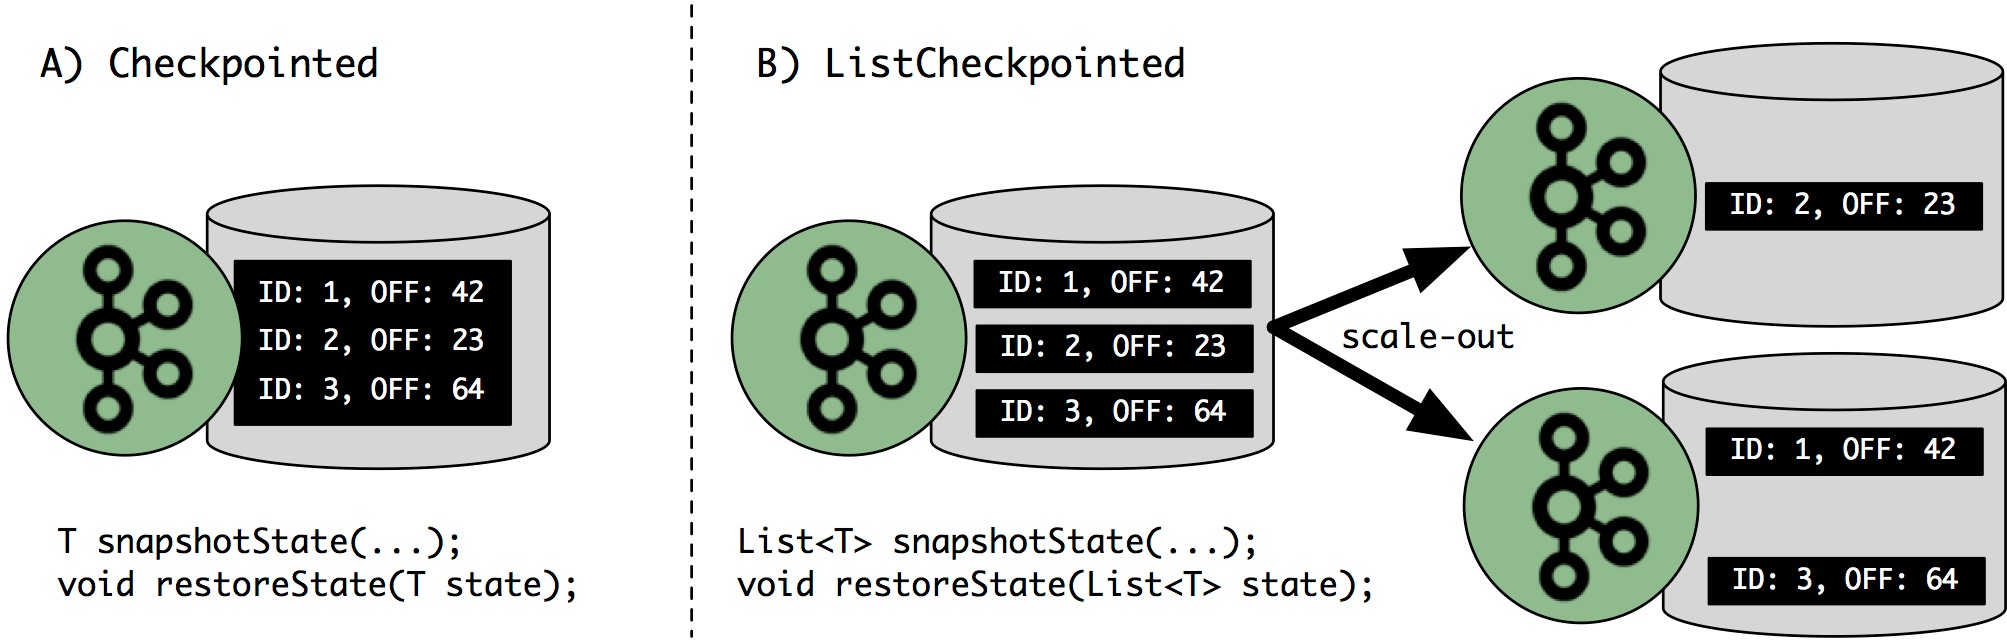 A) Checkpointed
ID: 1, OFF: 42
ID: 2, OFF: 23
ID: 3, OFF: 64
T snapshotState(...);
void restoreState(T state);
B) ListCheckpointed
ID: 1, OFF: 42
ID: 2, OFF: 23
ID: 3, OFF: 64
List<T> snapshotState(...);
void restoreState(List<T> state);
scale-out
ID: 2, OFF: 23
ID: 1, OFF: 42
ID: 3, OFF: 64